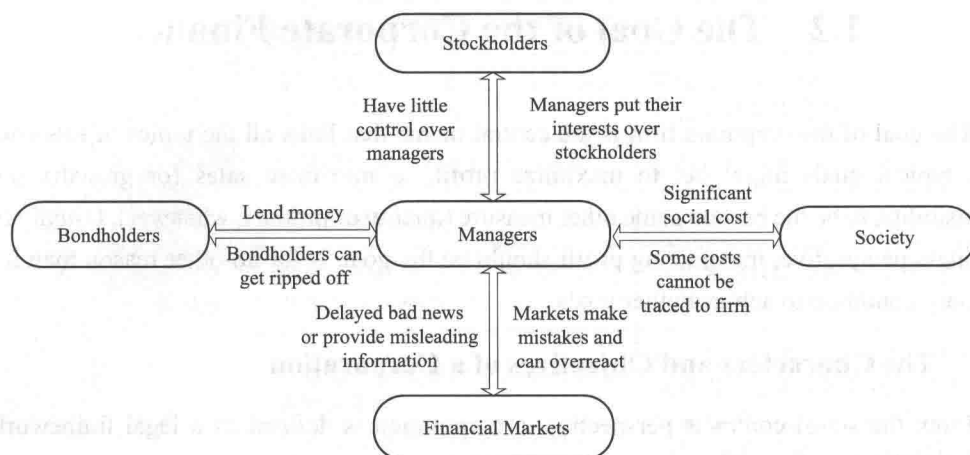 Stockholders
Have little
control over
managers
Managers put their
interests over
stockholders
Significant
social cost
Lend money
Bondholders
Managers
Society
Bondholders can
get ripped off
Some costs
cannot be
traced to firm
Delayed bad news
or provide misleading
information
Markets make
mistakes and
can overreact
Financial Markets